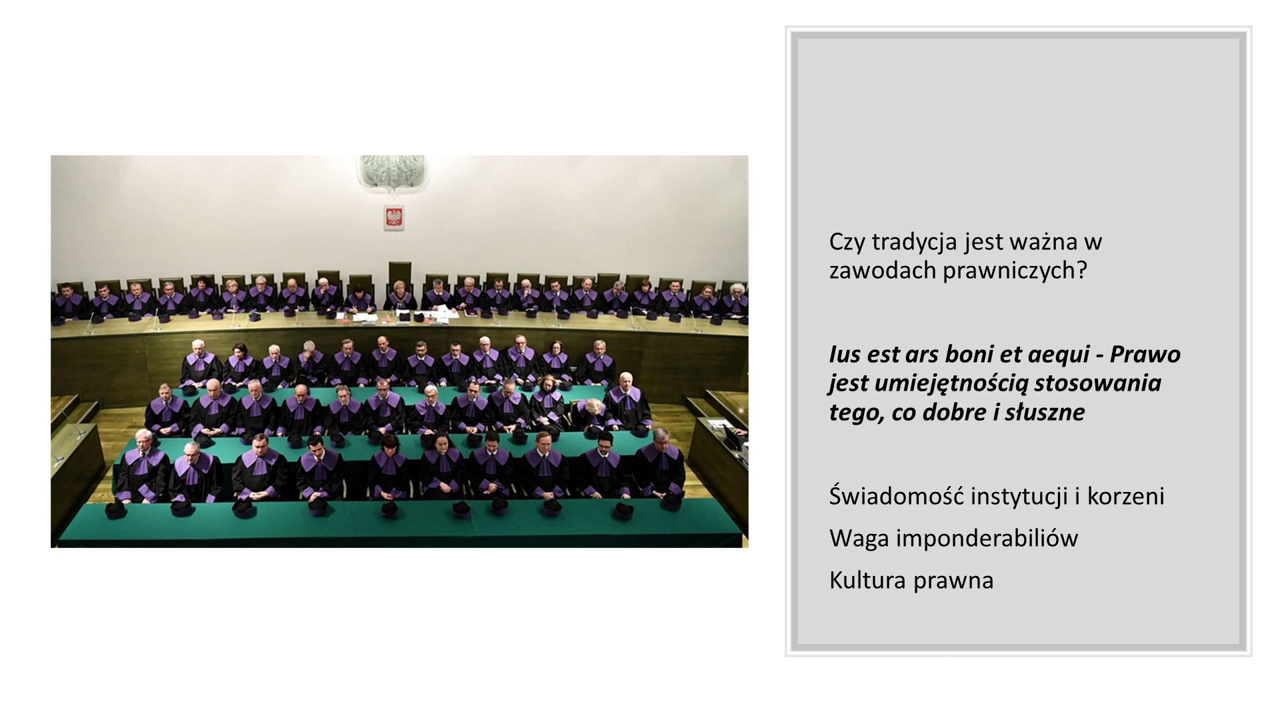 Czy tradycja jest ważna w
zawodach prawniczych?
Ius est ars boni et aequi - Prawo
jest umiejętnością stosowania
tego, co dobre i słuszne
Świadomość instytucji i korzeni
Waga imponderabiliów
Kultura prawna